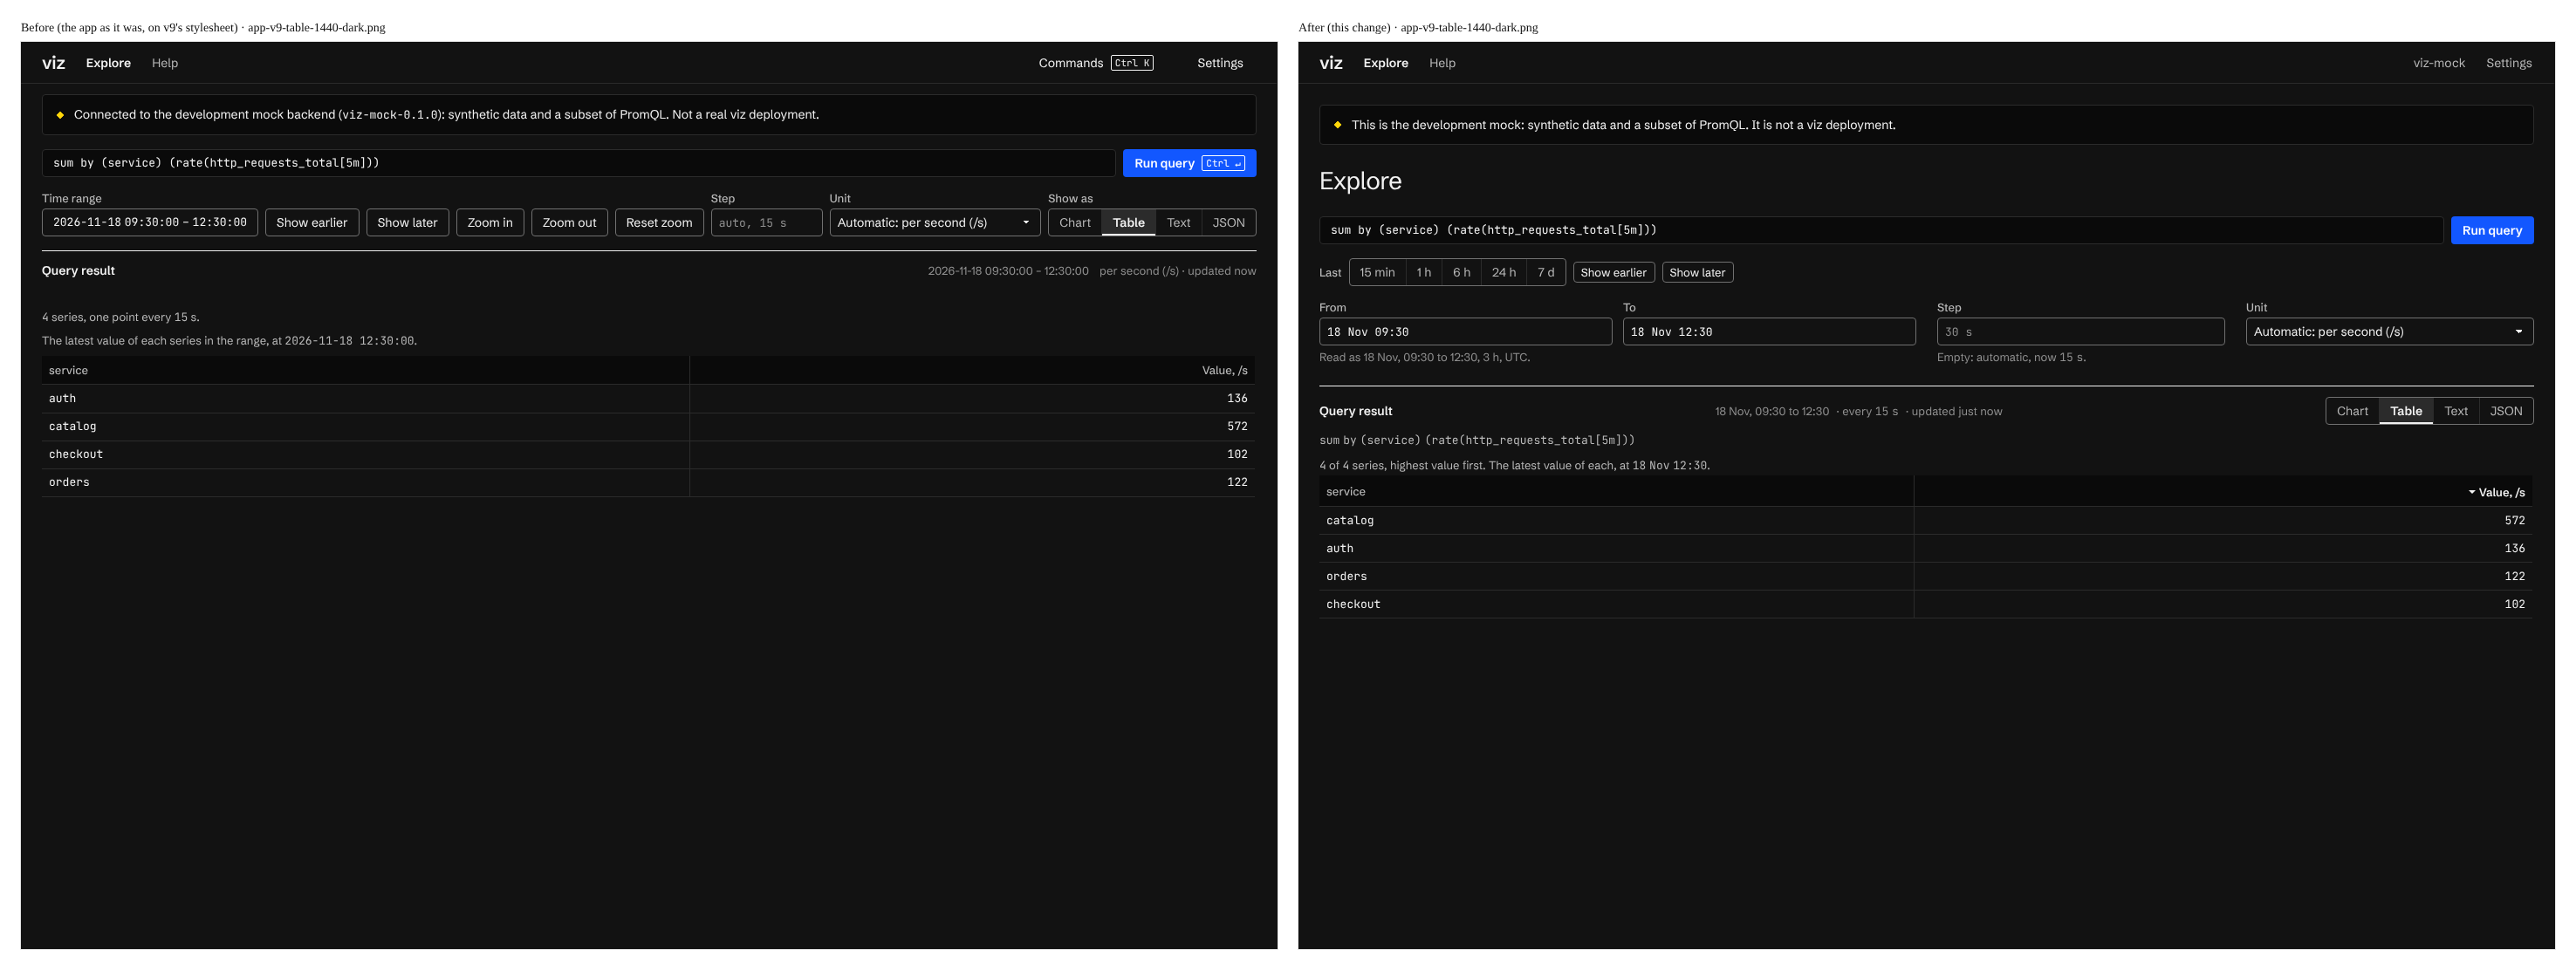 Before (the app as it was, on v9's stylesheet) · app-v9-table-1440-dark.png
viz Explore Help Commands Ctrl K Settings
◆ Connected to the development mock backend (viz-mock-0.1.0): synthetic data and a subset of PromQL. Not a real viz deployment.
sum by (service) (rate(http_requests_total[5m])) Run query Ctrl ↵
Time range Step Unit Show as
2026-11-18 09:30:00 – 12:30:00 Show earlier Show later Zoom in Zoom out Reset zoom auto, 15 s Automatic: per second (/s) Chart Table Text JSON
Query result 2026-11-18 09:30:00 – 12:30:00 per second (/s) · updated now
4 series, one point every 15 s.
The latest value of each series in the range, at 2026-11-18 12:30:00.
service Value, /s
auth 136
catalog 572
checkout 102
orders 122
After (this change) · app-v9-table-1440-dark.png
viz Explore Help viz-mock Settings
◆ This is the development mock: synthetic data and a subset of PromQL. It is not a viz deployment.
Explore
sum by (service) (rate(http_requests_total[5m])) Run query
Last 15 min 1 h 6 h 24 h 7 d Show earlier Show later
From To Step Unit
18 Nov 09:30 18 Nov 12:30 30 s Automatic: per second (/s)
Read as 18 Nov, 09:30 to 12:30, 3 h, UTC. Empty: automatic, now 15 s.
Query result 18 Nov, 09:30 to 12:30 · every 15 s · updated just now Chart Table Text JSON
sum by (service) (rate(http_requests_total[5m]))
4 of 4 series, highest value first. The latest value of each, at 18 Nov 12:30.
service Value, /s
catalog 572
auth 136
orders 122
checkout 102